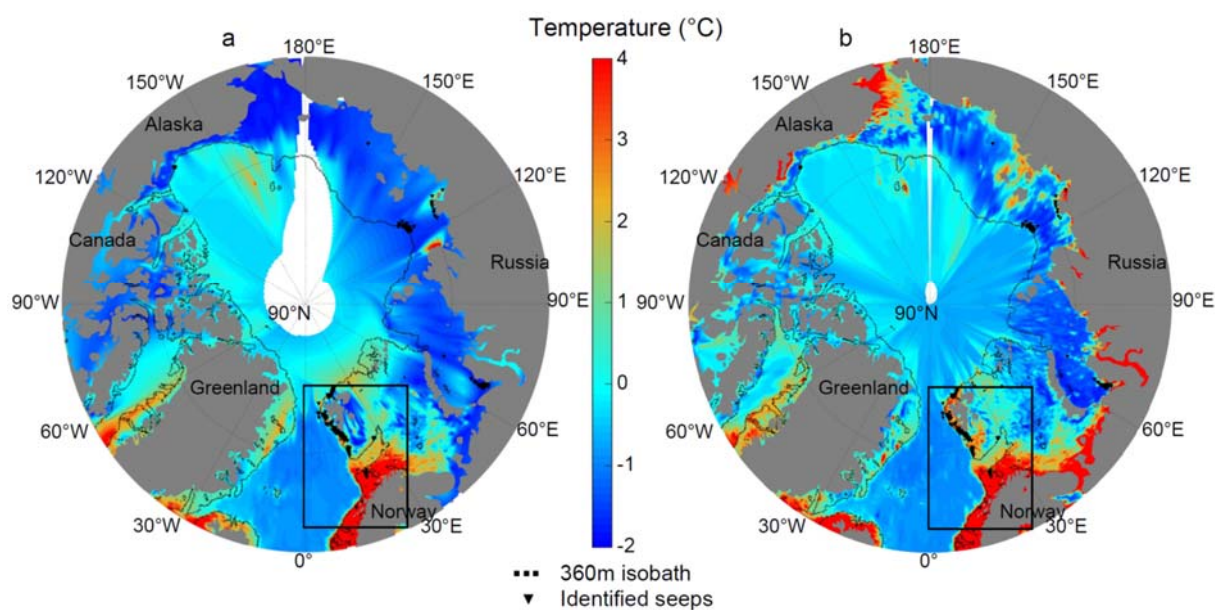 Temperature (°C)
a
b
180°E
150°W
150°E
Alaska
120°W
120°E
Canada
Russia
90°W
90°N
90°E
Greenland
60°W
60°E
Norway
30°W
30°E
0°
4
3
2
1
0
-1
-2
180°E
150°W
150°E
Alaska
120°W
120°E
Canada
Russia
90°W
90°N
90°E
Greenland
60°W
60°E
Norway
30°W
30°E
0°
360m isobath
Identified seeps